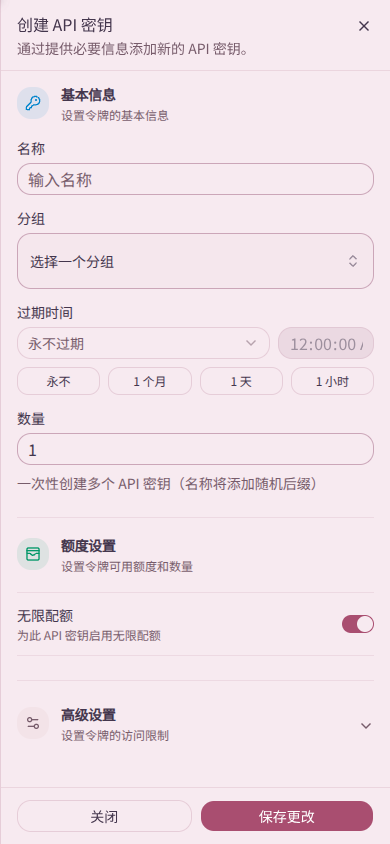 创建 API 密钥
通过提供必要信息添加新的 API 密钥。
基本信息
设置令牌的基本信息
名称
输入名称
分组
选择一个分组
过期时间
永不过期
12:00:00
永不
1 个月
1 天
1 小时
数量
1
一次性创建多个 API 密钥（名称将添加随机后缀）
额度设置
设置令牌可用额度和数量
无限配额
为此 API 密钥启用无限配额
高级设置
设置令牌的访问限制
关闭
保存更改